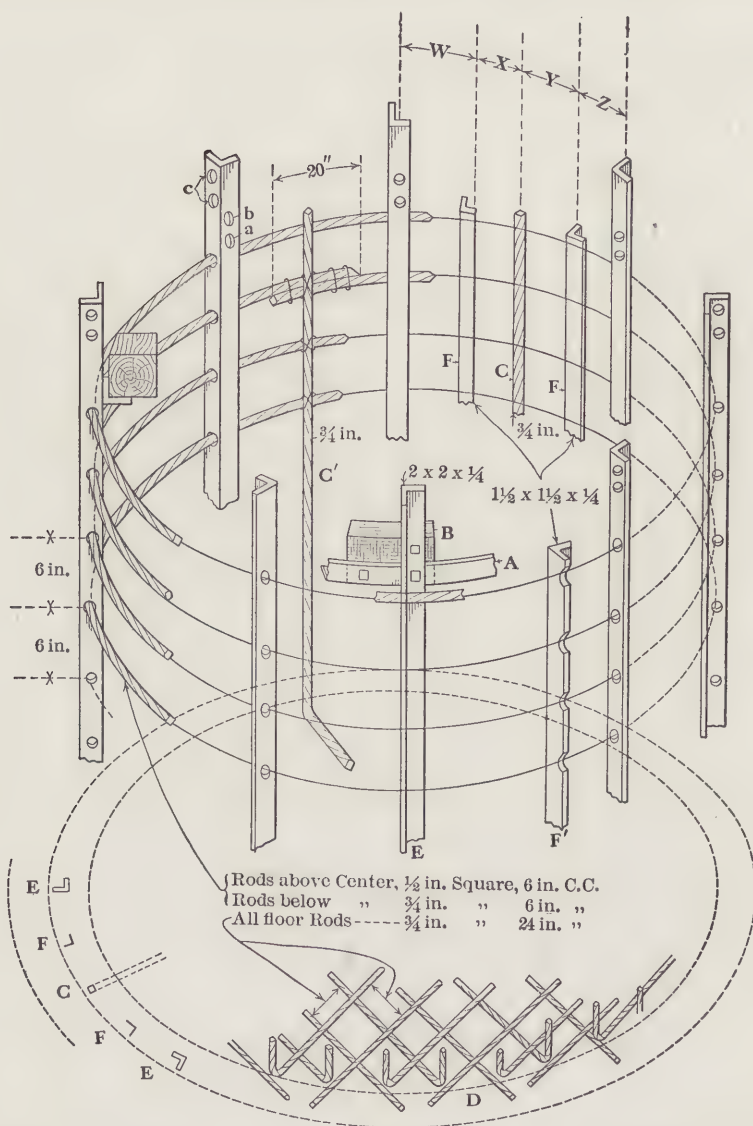 W X Y Z
20"
c
b
a
F
C
F
¾ in.
¾ in.
C'
2 x 2 x ¼
1½ x 1½ x ¼
B
A
6 in.
6 in.
E
F'
Rods above Center, ½ in. Square, 6 in. C.C.
Rods below „ ¾ in. „ 6 in. „
All floor Rods ----- ¾ in. „ 24 in. „
E
F
C
F
E
D